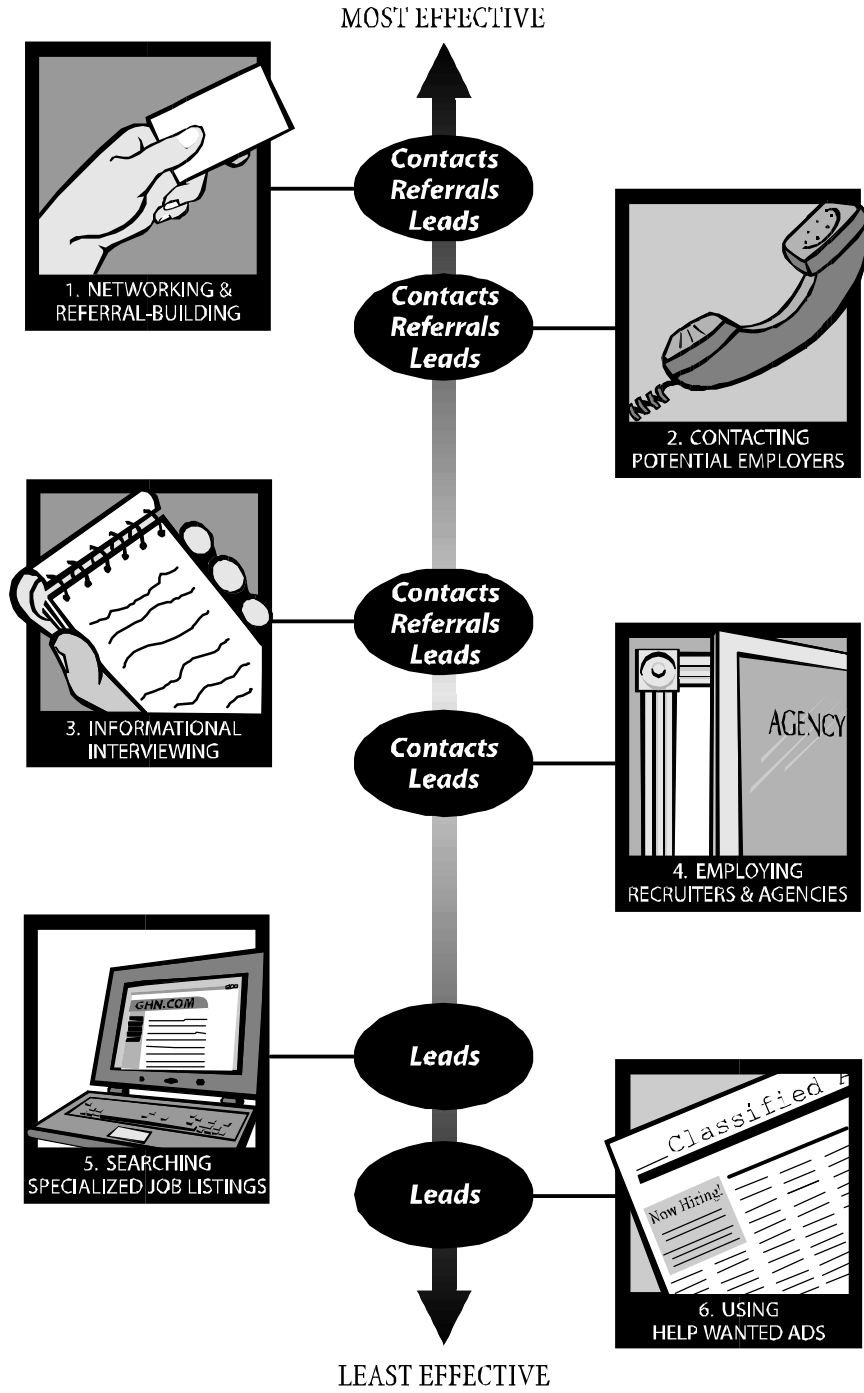 MOST EFFECTIVE
Contacts
Referrals
Leads
1. NETWORKING &
REFERRAL-BUILDING
Contacts
Referrals
Leads
2. CONTACTING
POTENTIAL EMPLOYERS
Contacts
Referrals
Leads
3. INFORMATIONAL
INTERVIEWING
Contacts
Leads
AGENCY
4. EMPLOYING
RECRUITERS & AGENCIES
GHN.COM
Leads
5. SEARCHING
SPECIALIZED JOB LISTINGS
Leads
Classified
Now Hiring!
6. USING
HELP WANTED ADS
LEAST EFFECTIVE